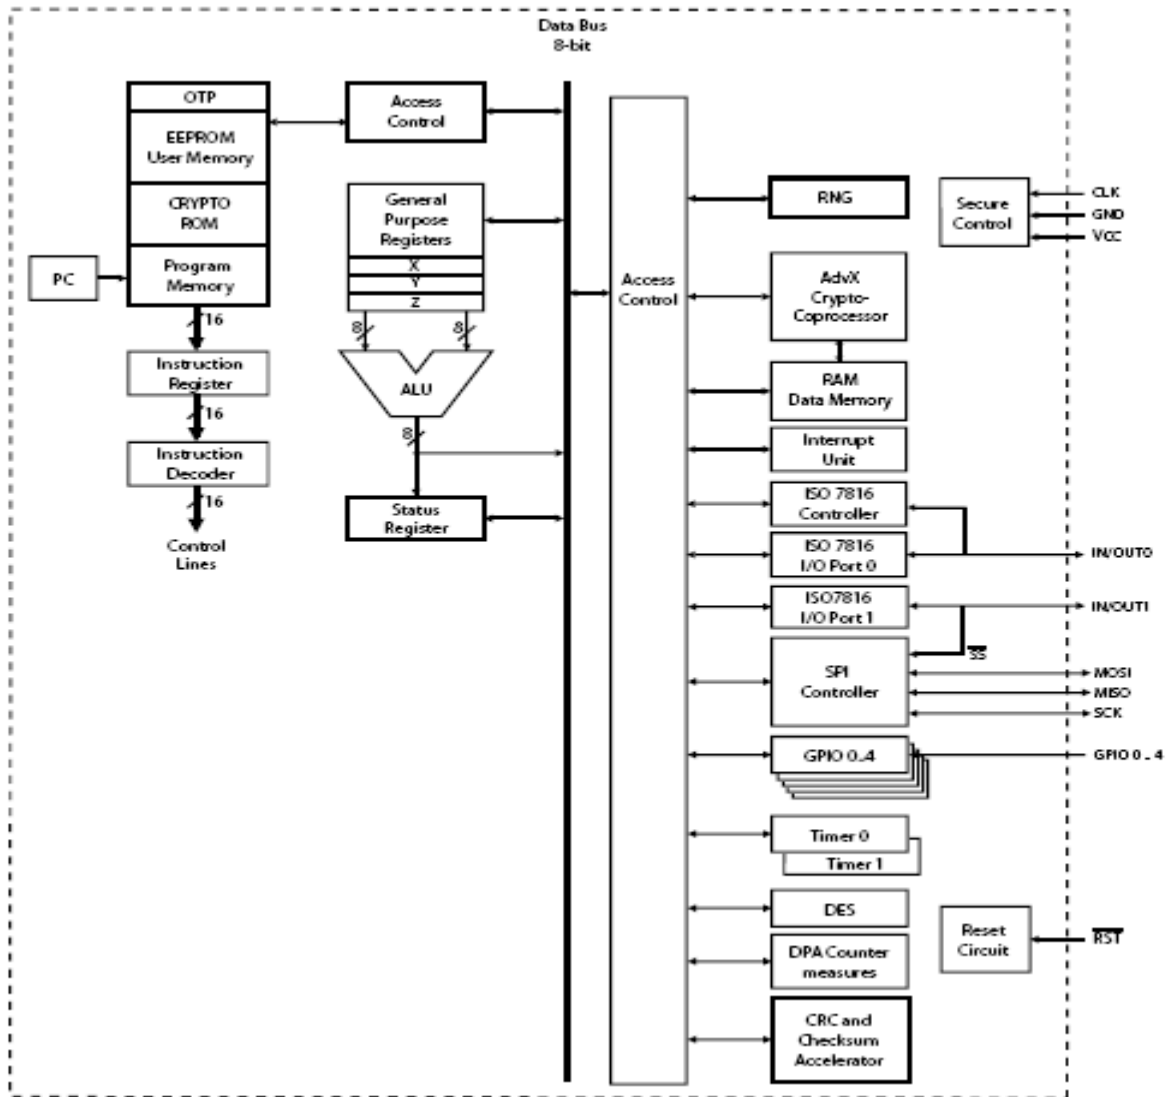 Data Bus
8-bit
OTP
EEPROM
User Memory
CRYPTO
ROM
Program
Memory
PC
16
Instruction
Register
16
Instruction
Decoder
16
Control
Lines
Access
Control
General
Purpose
Registers
X
Y
Z
8
8
ALU
8
Status
Register
Access
Control
RNG
AdvX
Crypto-
Coprocessor
RAM
Data Memory
Interrupt
Unit
ISO 7816
Controller
ISO 7816
I/O Port 0
ISO7816
I/O Port 1
SPI
Controller
GPIO 0..4
Timer 0
Timer 1
DES
DPA Counter
measures
CRC and
Checksum
Accelerator
Secure
Control
CLK
GND
VCC
IN/OUT0
IN/OUT1
SS
MOSI
MISO
SCK
GPIO 0..4
Reset
Circuit
RST